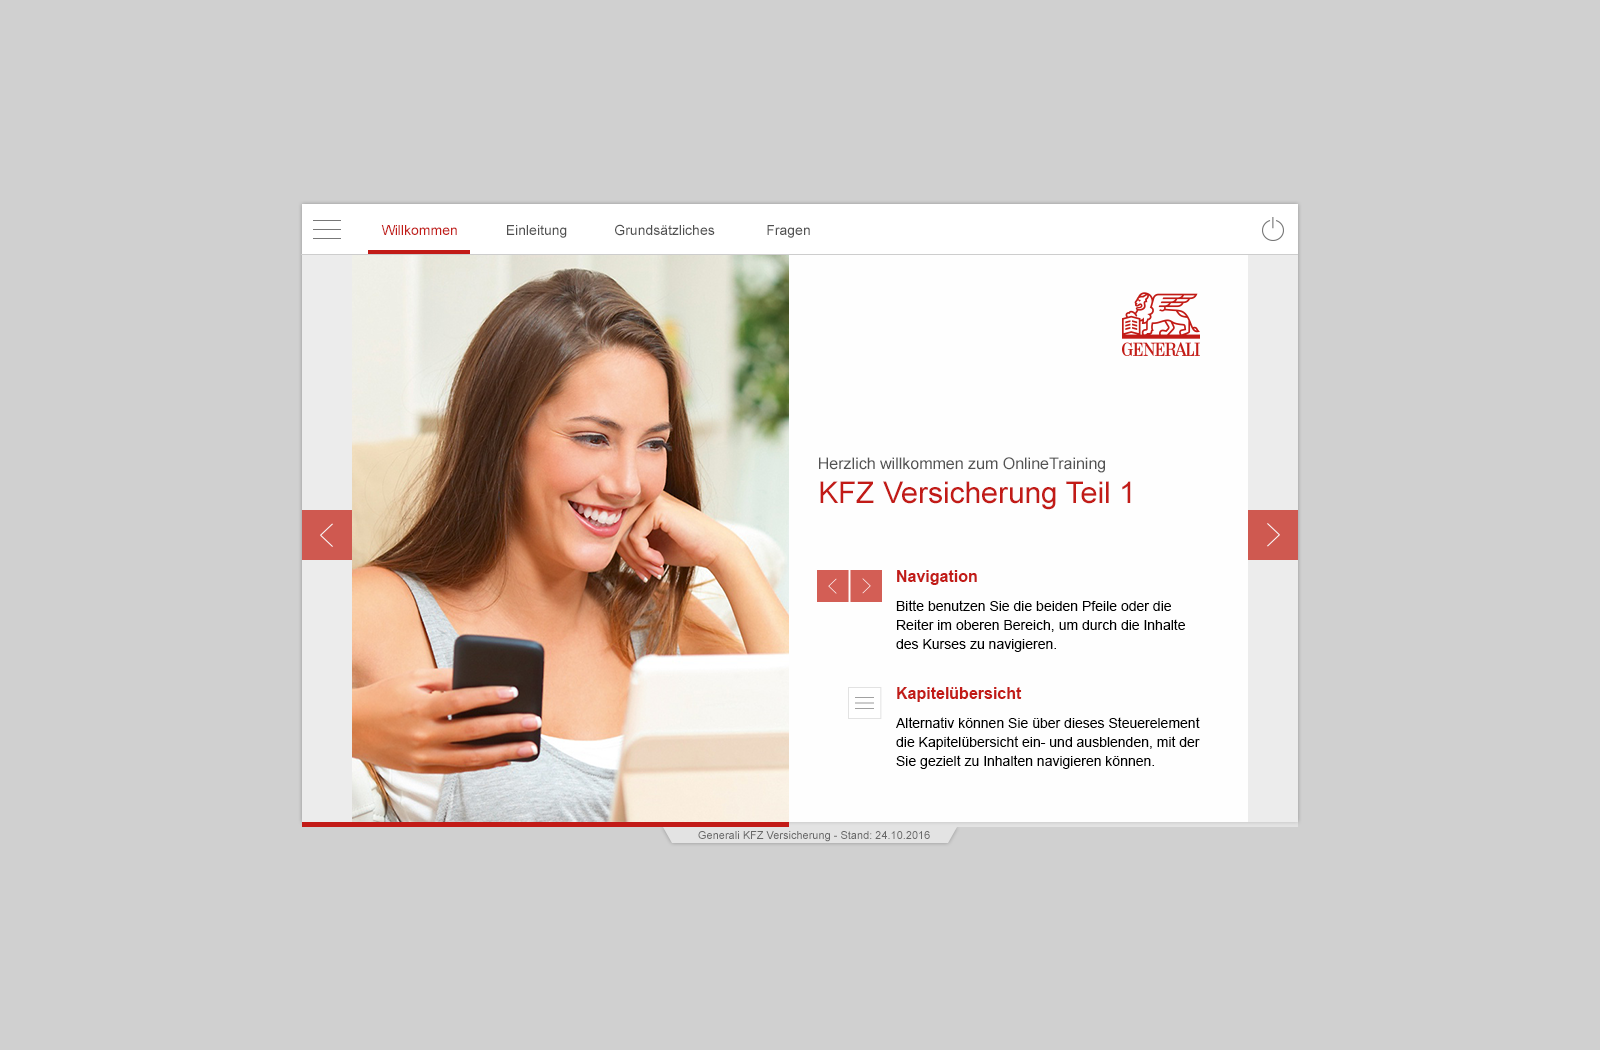 Willkommen
Einleitung
Grundsätzliches
Fragen
GENERALI
Herzlich willkommen zum OnlineTraining
KFZ Versicherung Teil 1
Navigation
Bitte benutzen Sie die beiden Pfeile oder die
Reiter im oberen Bereich, um durch die Inhalte
des Kurses zu navigieren.
Kapitelübersicht
Alternativ können Sie über dieses Steuerelement
die Kapitelübersicht ein- und ausblenden, mit der
Sie gezielt zu Inhalten navigieren können.
Generali KFZ Versicherung - Stand: 24.10.2016